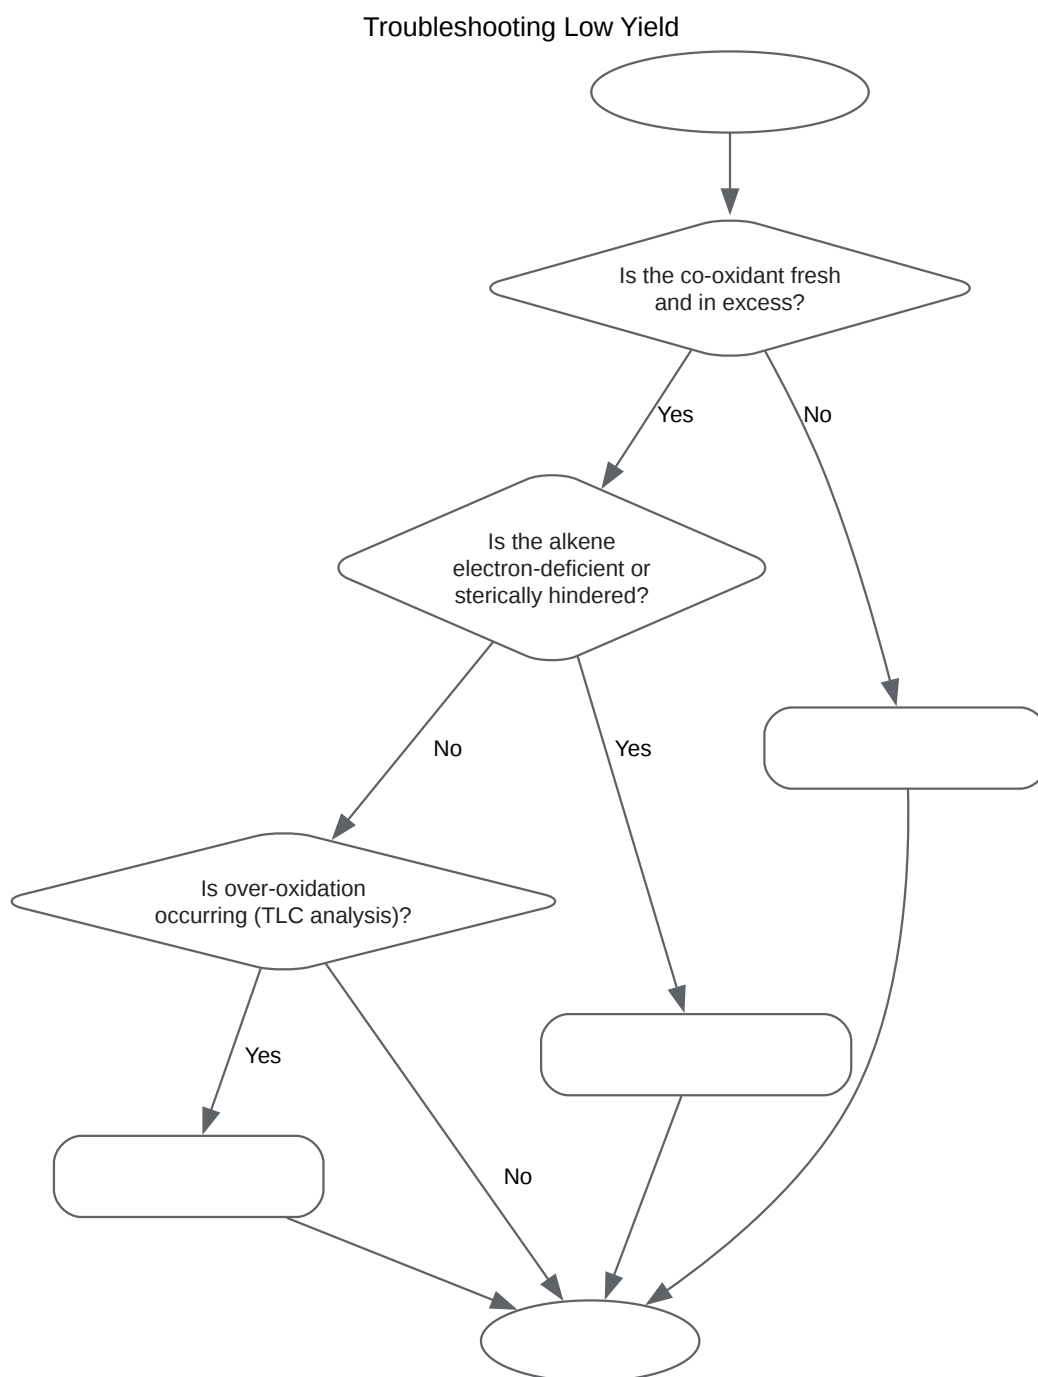 Troubleshooting Low Yield
Is the co-oxidant fresh
and in excess?
Yes
No
Is the alkene
electron-deficient or
sterically hindered?
No
Yes
Is over-oxidation
occurring (TLC analysis)?
Yes
No